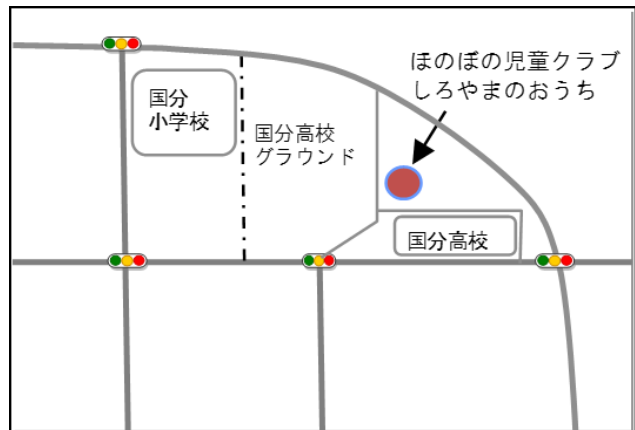 ほのぼの児童クラブ
しろやまのおうち
国分
小学校
国分高校
グラウンド
国分高校